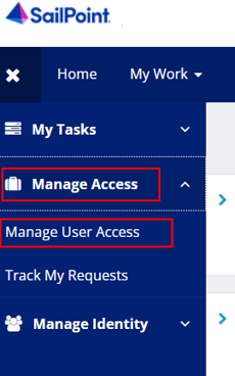 SailPoint
Home My Work
My Tasks
Manage Access
Manage User Access
Track My Requests
Manage Identity